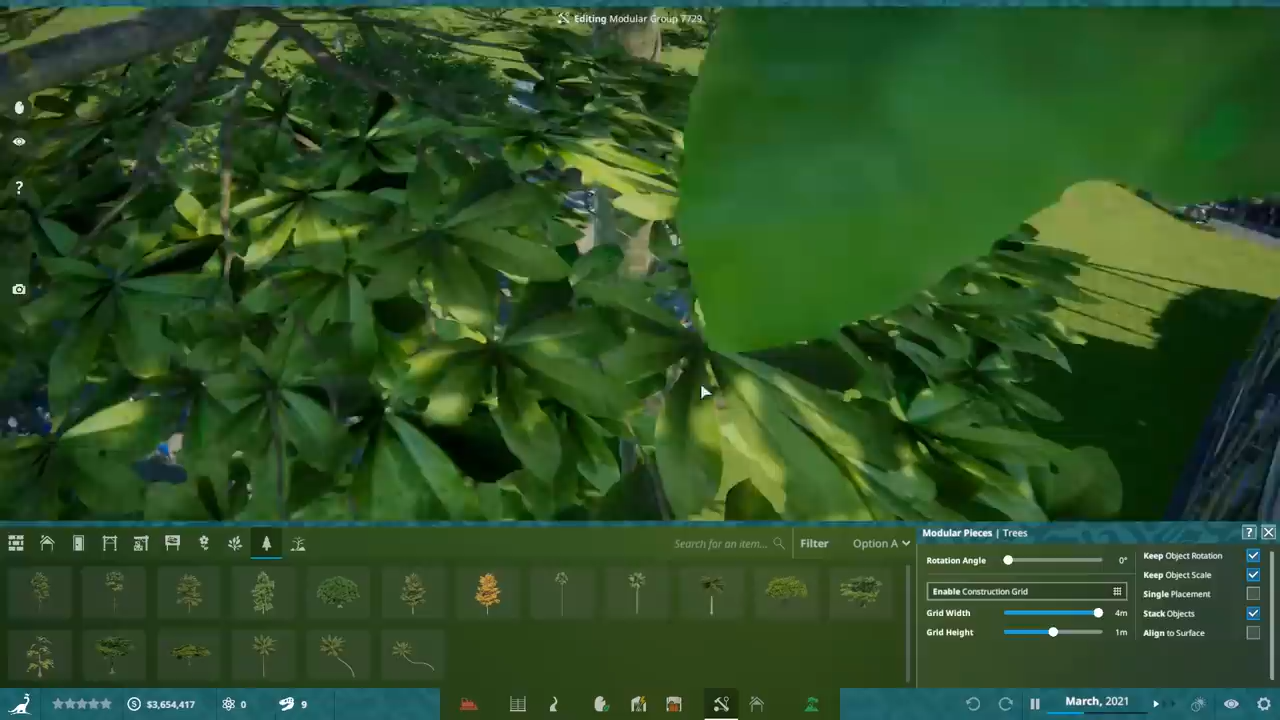 Editing Modular Group 7729
?
Search for an item...
Filter
Option A
Modular Pieces | Trees
?
Rotation Angle
0°
Enable Construction Grid
Grid Width
4m
Grid Height
1m
Keep Object Rotation
Keep Object Scale
Single Placement
Stack Objects
Align to Surface
$3,654,417
0
9
March, 2021